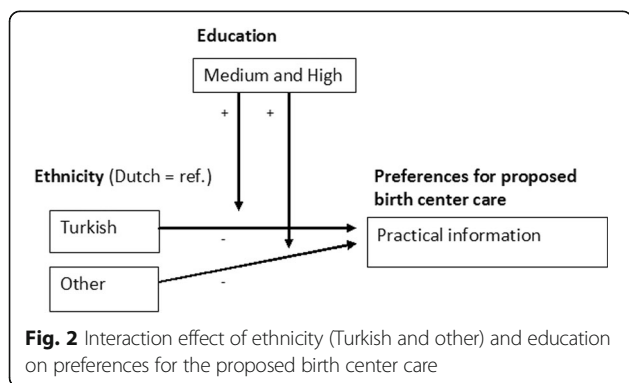 Education
Medium and High
+ +
Ethnicity (Dutch = ref.)
Preferences for proposed
birth center care
Turkish
-
Practical information
Other
-
Fig. 2 Interaction effect of ethnicity (Turkish and other) and education
on preferences for the proposed birth center care